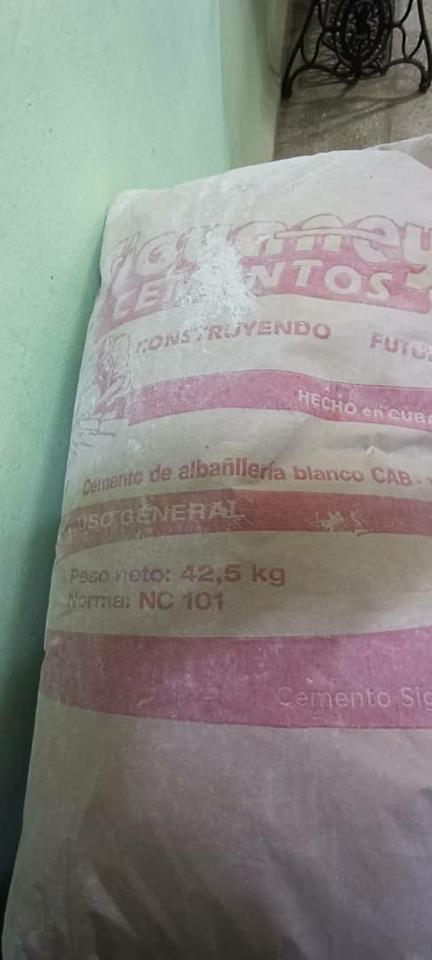 CEMENTOS
CONSTRUYENDO
HECHO en CUBA
Cemento de albañilería blanco CAB -
USO GENERAL
Peso neto: 42,5 kg
Norma: NC 101
Cemento